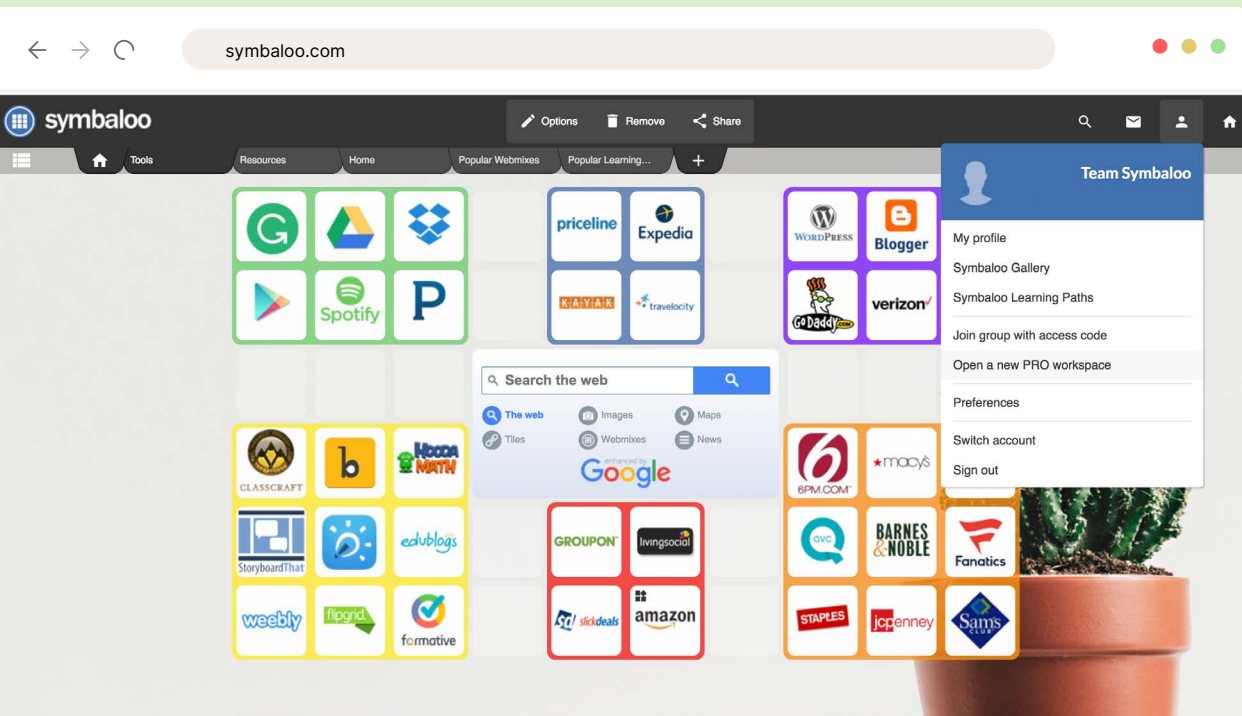 symbaloo.com
symbaloo
Options Remove Share
Tools Resources Home Popular Webmixes Popular Learning... +
Team Symbaloo
My profile
Symbaloo Gallery
Symbaloo Learning Paths
Join group with access code
Open a new PRO workspace
Preferences
Switch account
Sign out
G
priceline Expedia
WORDPRESS Blogger
Spotify P
KAYAK travelocity
GoDaddy.COM verizon
Search the web
The web Images Maps
Tiles Webmixes News
enhanced by
Google
CLASSCRAFT b HOODA MATH
6PM.COM macy's
StoryboardThat edublogs
GROUPON livingsocial
QVC BARNES & NOBLE Fanatics
weebly flipgrid. formative
sd slickdeals amazon
STAPLES jcpenney Sam's CLUB